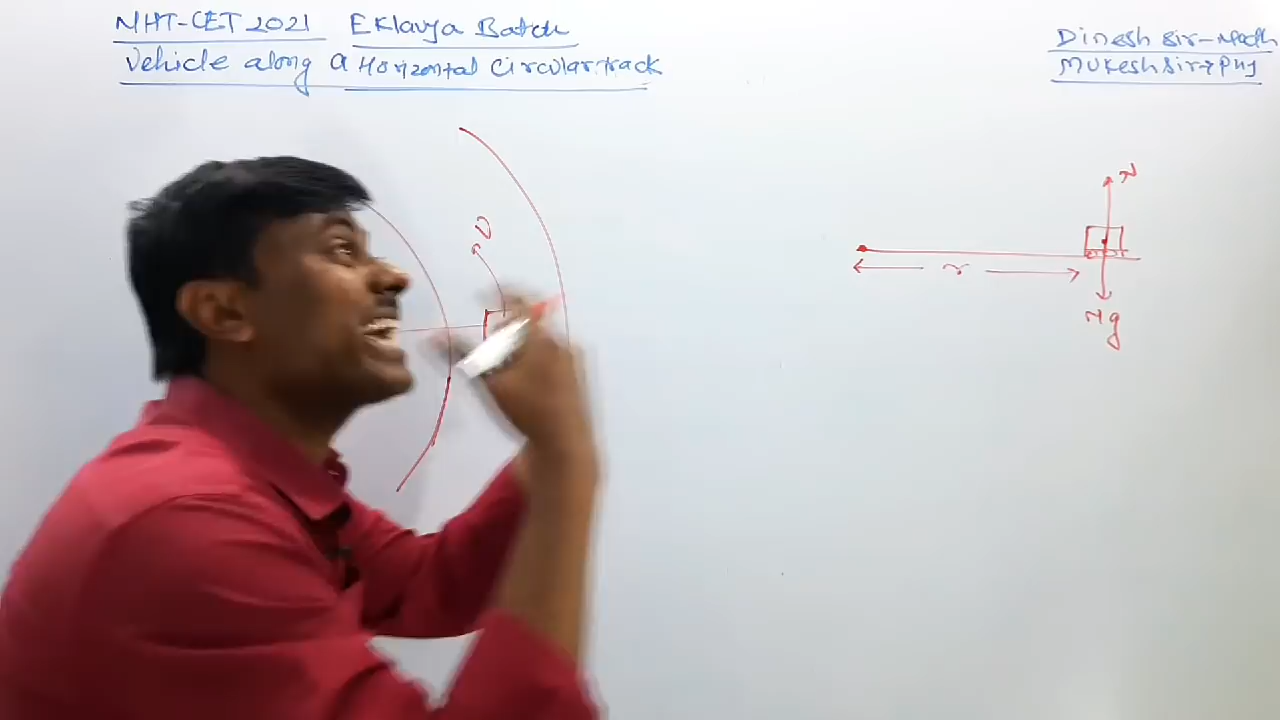 MHT-CET 2021 Eklavya Batch
Vehicle along a Horizontal Circular track
Dinesh Sir-Math
Mukesh Sir→Phy
N
υ
r
Mg